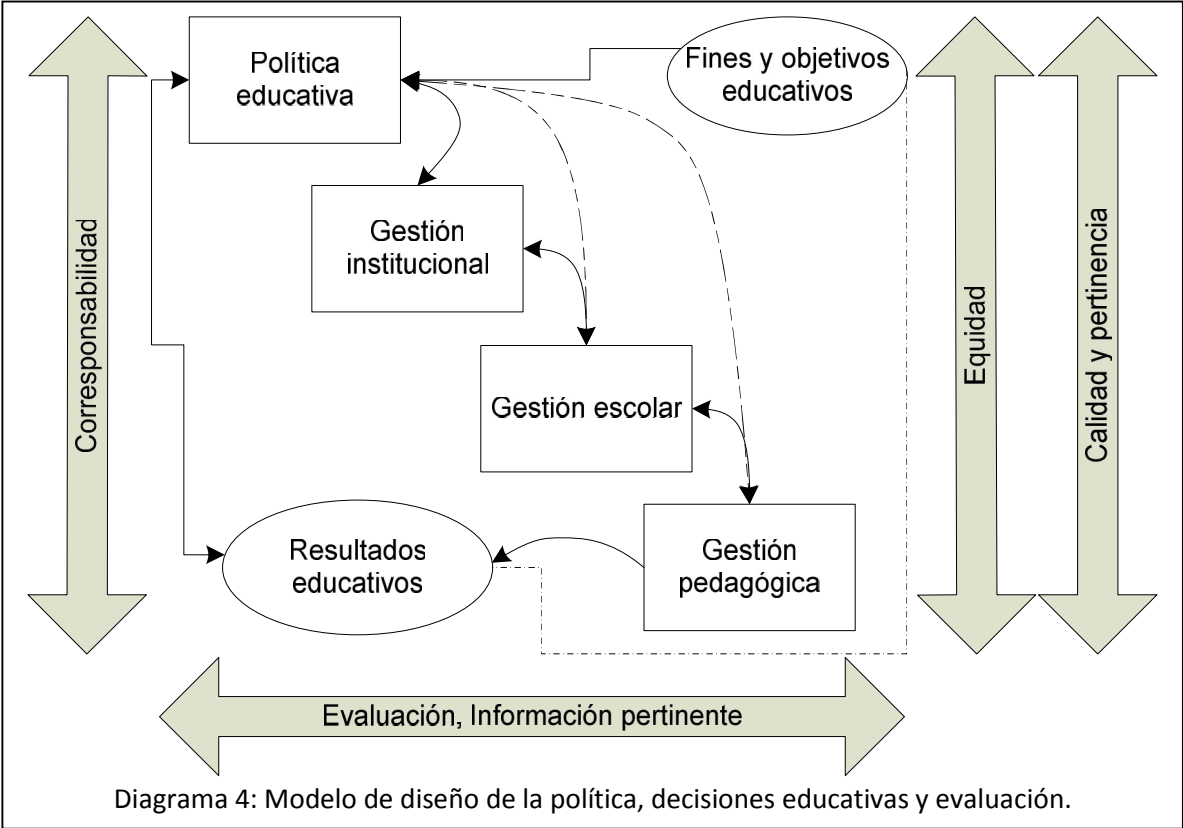 Política
educativa
Fines y objetivos
educativos
Gestión
institucional
Gestión escolar
Gestión
pedagógica
Resultados
educativos
Corresponsabilidad
Equidad
Calidad y pertinencia
Evaluación, Información pertinente
Diagrama 4: Modelo de diseño de la política, decisiones educativas y evaluación.